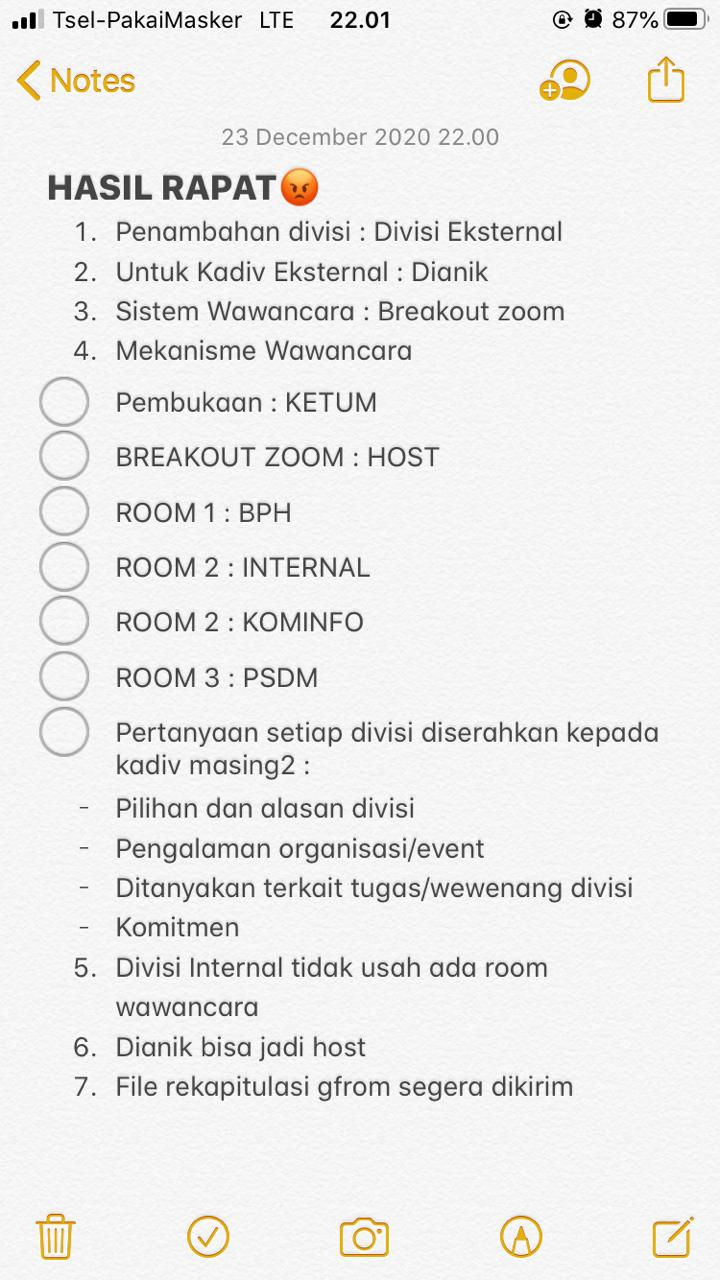 Tsel-PakaiMasker LTE 22.01 87%
Notes
23 December 2020 22.00
HASIL RAPAT😡
1. Penambahan divisi : Divisi Eksternal
2. Untuk Kadiv Eksternal : Dianik
3. Sistem Wawancara : Breakout zoom
4. Mekanisme Wawancara
Pembukaan : KETUM
BREAKOUT ZOOM : HOST
ROOM 1 : BPH
ROOM 2 : INTERNAL
ROOM 2 : KOMINFO
ROOM 3 : PSDM
Pertanyaan setiap divisi diserahkan kepada
kadiv masing2 :
- Pilihan dan alasan divisi
- Pengalaman organisasi/event
- Ditanyakan terkait tugas/wewenang divisi
- Komitmen
5. Divisi Internal tidak usah ada room
wawancara
6. Dianik bisa jadi host
7. File rekapitulasi gfrom segera dikirim